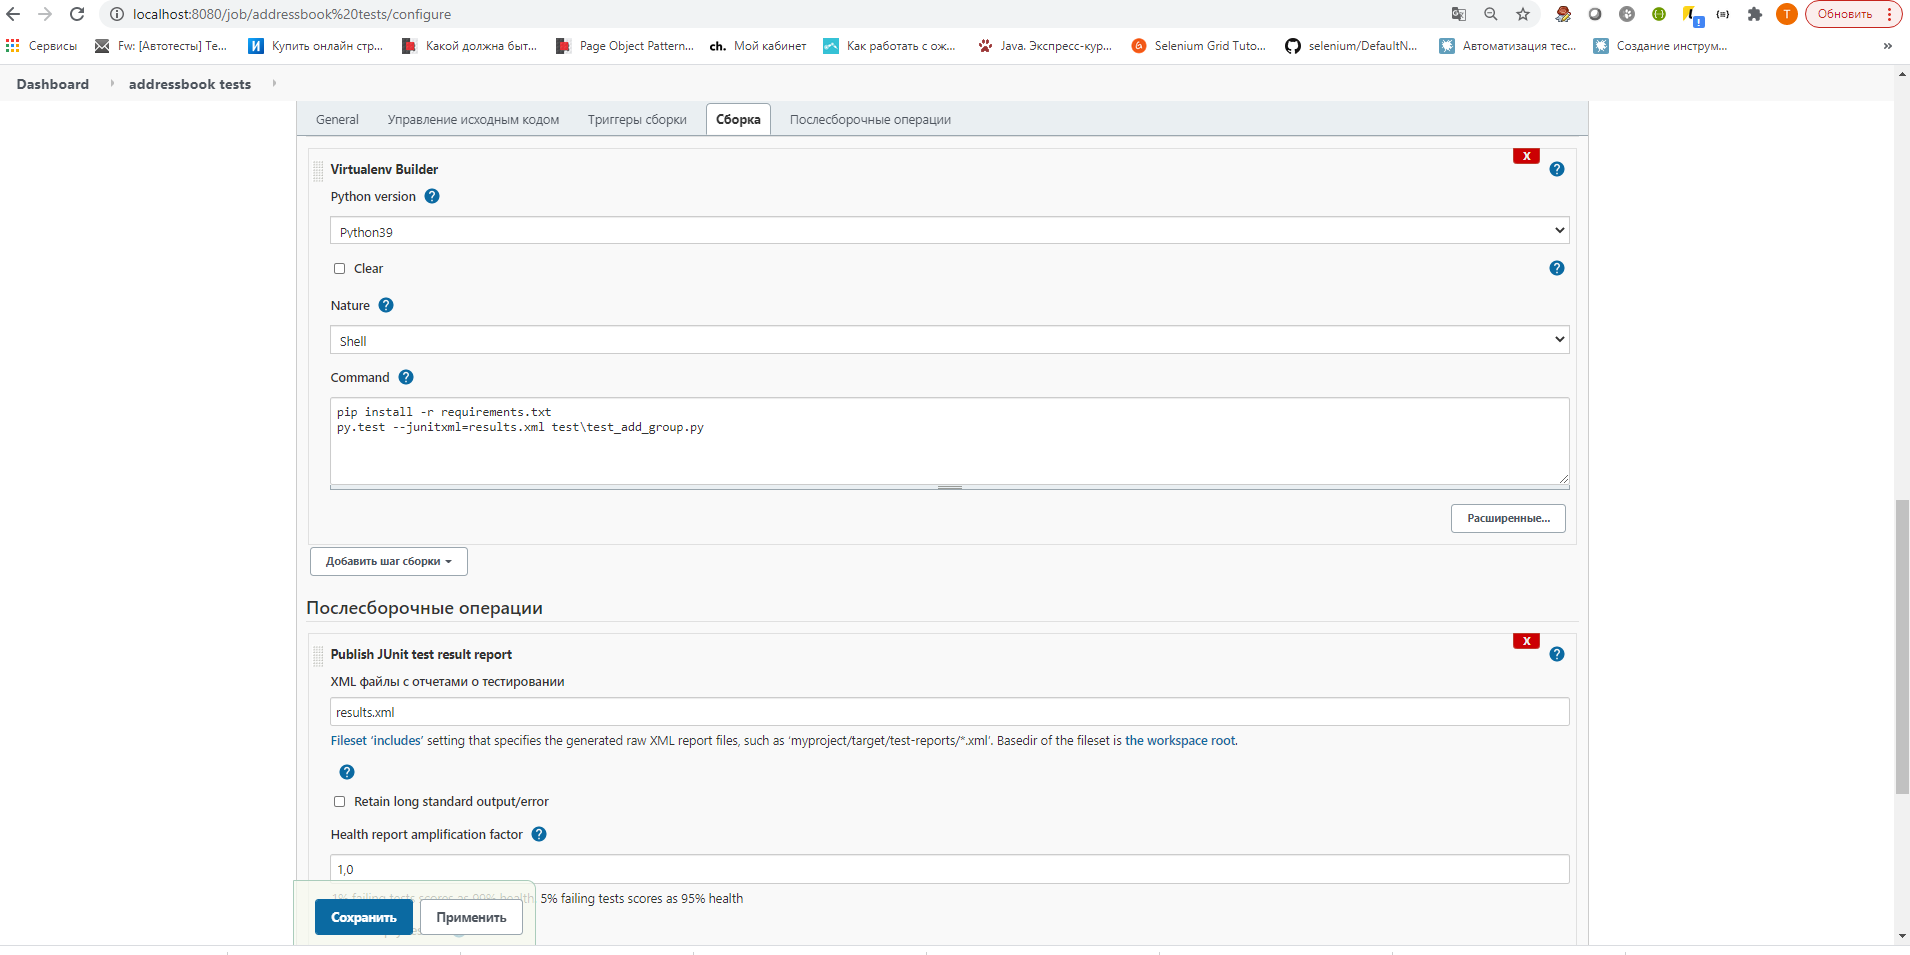 localhost:8080/job/addressbook%20tests/configure
T
Обновить
Сервисы
Fw: [Автотесты] Те...
Купить онлайн стр...
Какой должна быт...
Page Object Pattern...
ch. Мой кабинет
Как работать с ож...
Java. Экспресс-кур...
Selenium Grid Tuto...
selenium/DefaultN...
Автоматизация тес...
Создание инструм...
»
Dashboard
addressbook tests
General
Управление исходным кодом
Триггеры сборки
Сборка
Послесборочные операции
X
Virtualenv Builder
?
Python version ?
Python39
Clear
?
Nature ?
Shell
Command ?
pip install -r requirements.txt
py.test --junitxml=results.xml test\test_add_group.py
Расширенные...
Добавить шаг сборки
Послесборочные операции
X
Publish JUnit test result report
?
XML файлы с отчетами о тестировании
results.xml
Fileset ‘includes’ setting that specifies the generated raw XML report files, such as ‘myproject/target/test-reports/*.xml’. Basedir of the fileset is the workspace root.
?
Retain long standard output/error
Health report amplification factor ?
1,0
1% failing tests scores as 99% health. 5% failing tests scores as 95% health
Сохранить
Применить